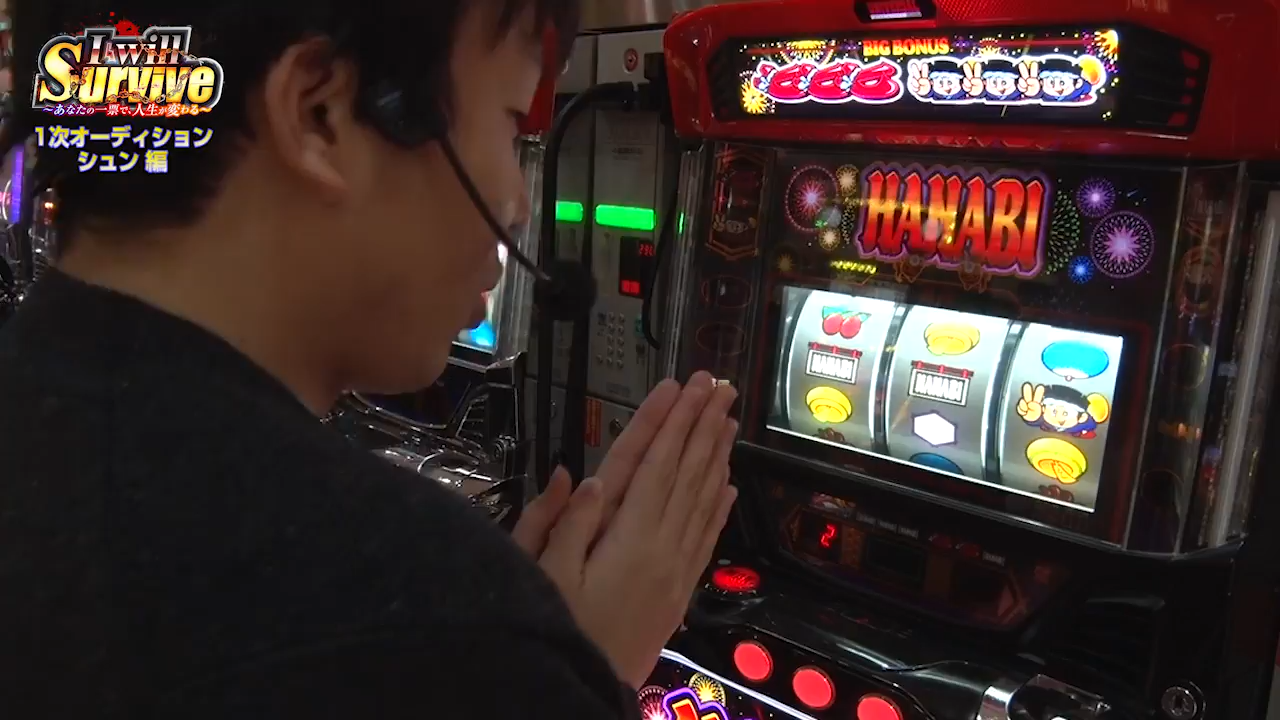 I will
Survive
～あなたの一票で、人生が変わる～
1次オーディション
シュン 編
BIG BONUS
HANABI
HANABI
HANABI
2